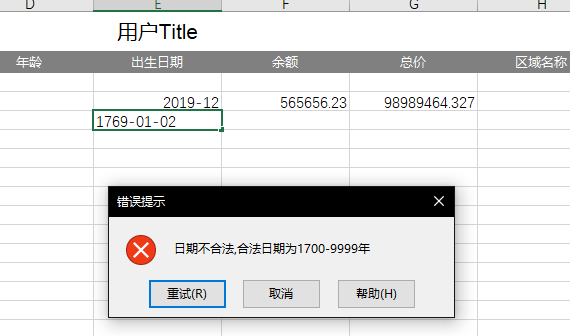 D E F G H
用户Title
年龄 出生日期 余额 总价 区域名称
2019-12 565656.23 98989464.327
1769-01-02
错误提示
日期不合法,合法日期为1700-9999年
重试(R) 取消 帮助(H)